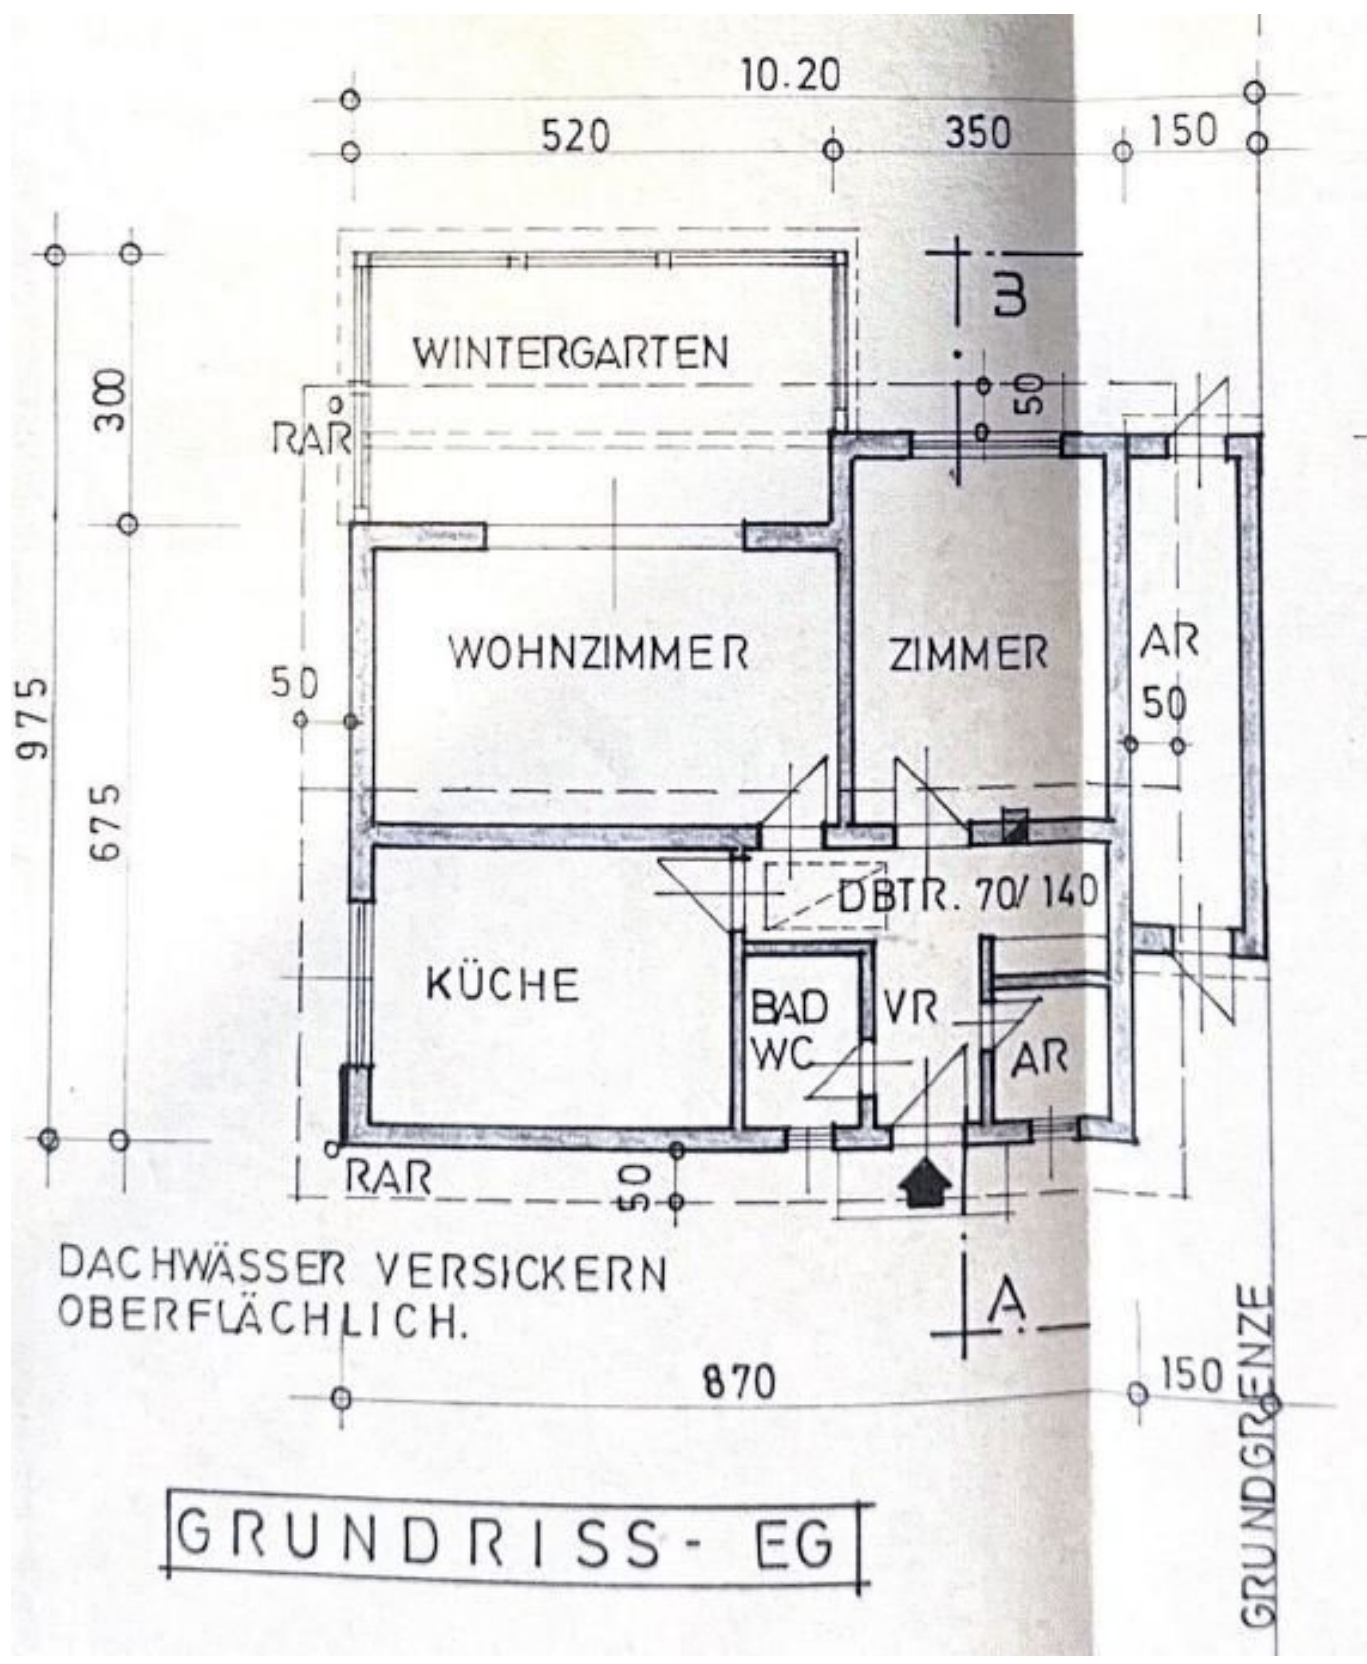 10.20
520
350
150
B
300
50
WINTERGARTEN
RAR
WOHNZIMMER
ZIMMER
AR
50
50
975
675
DBTR. 70/140
KÜCHE
BAD
WC
VR
AR
RAR
50
DACHWÄSSER VERSICKERN
OBERFLÄCHLICH.
A
870
150
GRUNDGRENZE
GRUNDRISS- EG